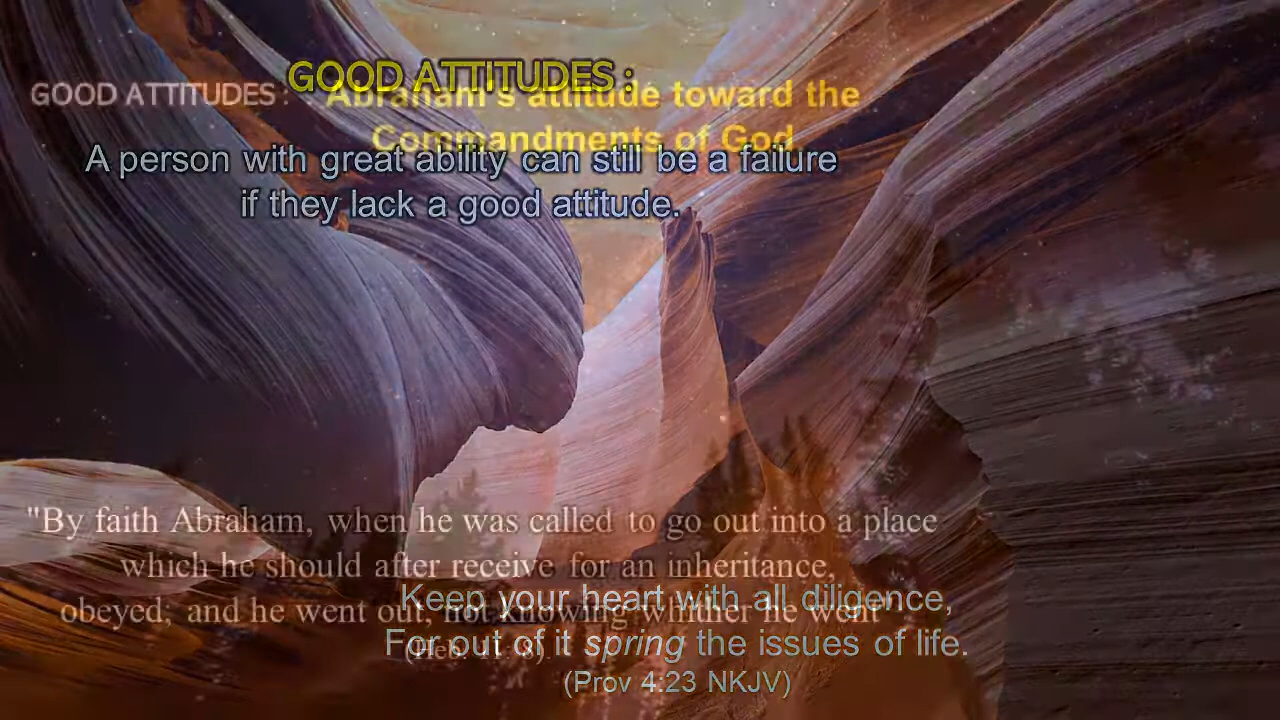 GOOD ATTITUDES :
GOOD ATTITUDES : Abraham's attitude toward the
Commandments of God
A person with great ability can still be a failure
if they lack a good attitude.
"By faith Abraham, when he was called to go out into a place
which he should after receive for an inheritance,
obeyed; and he went out, not knowing whither he went"
(Heb. 11: 8).
Keep your heart with all diligence,
For out of it spring the issues of life.
(Prov 4:23 NKJV)